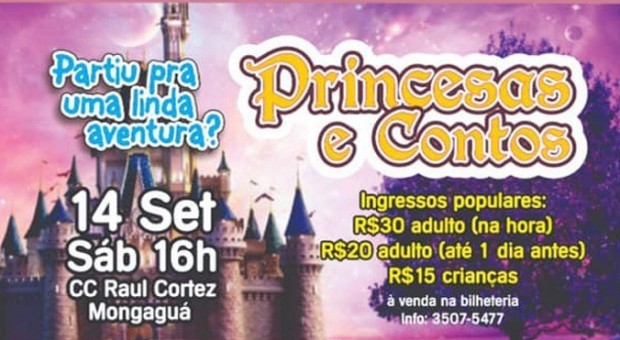 Partiu pra
uma linda
aventura?
Princesas
e Contos
14 Set
Sáb 16h
CC Raul Cortez
Mongaguá
Ingressos populares:
R$30 adulto (na hora)
R$20 adulto (até 1 dia antes)
R$15 crianças
à venda na bilheteria
Info: 3507-5477